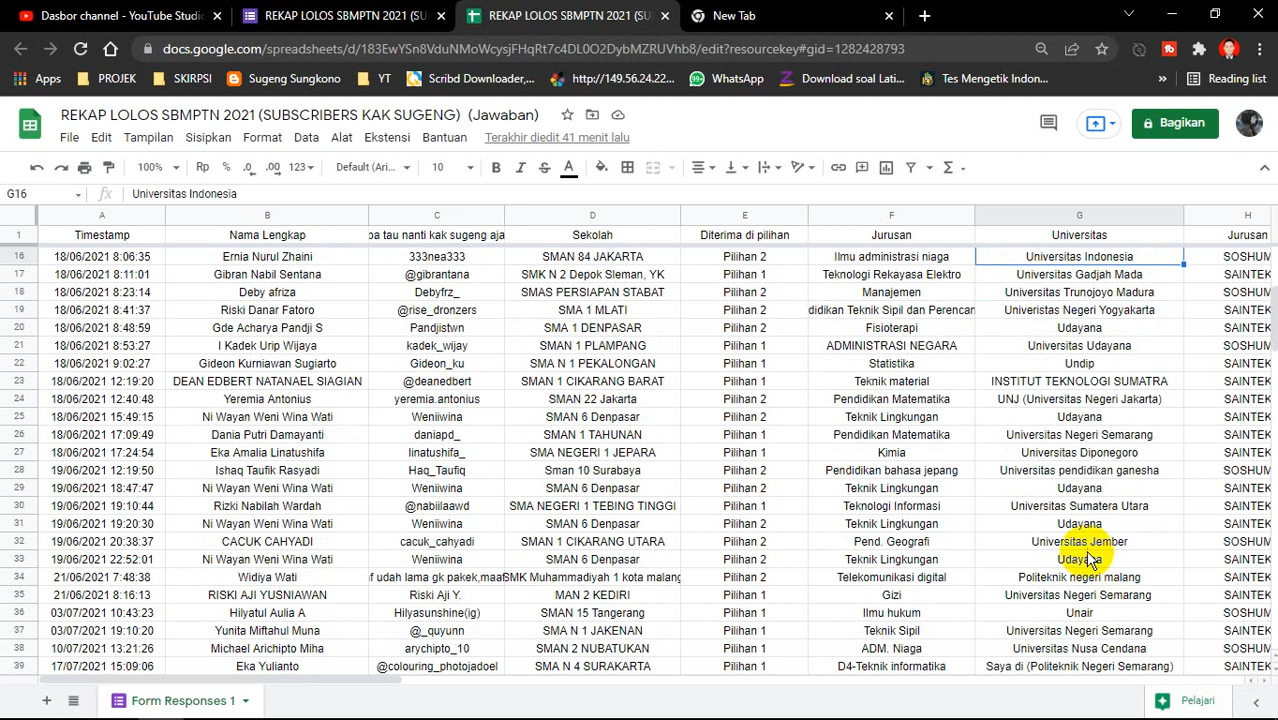 Dasbor - YouTube Studio
REKAP LOLOS SBMPTN 2021 (SU
REKAP LOLOS SBMPTN 2021 (SU
New Tab
docs.google.com/spreadsheets/d/183EwYSn8VduNMoWcysjFHqRt7c4DL0O2DybMZRUVhb8/edit?resourcekey#gid=1282428793
Apps PROJEK SKIRPSI Sugeng Sungkono YT Scribd Downloader,... http://149.56.24.22... WhatsApp Download soal Lati... Tes Mengetik Indon... » Reading list
REKAP LOLOS SBMPTN 2021 (SUBSCRIBERS KAK SUGENG) (Jawaban)
Bagikan
File Edit Tampilan Sisipkan Format Data Alat Ekstensi Bantuan Terakhir diedit 41 menit lalu
100% Rp % .0 .00 123 Default (Ar... 10 B I S A
G16 fx Universitas Indonesia
A B C D E F G H
1 Timestamp Nama Lengkap pa tau nanti kak sugeng aja Sekolah Diterima di pilihan Jurusan Universitas Jurusan
16 18/06/2021 8:06:35 Ernia Nurul Zhaini 333nea333 SMAN 84 JAKARTA Pilihan 2 Ilmu administrasi niaga Universitas Indonesia SOSHUM
17 18/06/2021 8:11:01 Gibran Nabil Sentana @gibrantana SMK N 2 Depok Sleman, YK Pilihan 1 Teknologi Rekayasa Elektro Universitas Gadjah Mada SAINTEK
18 18/06/2021 8:23:14 Deby afriza Debyfrz_ SMAS PERSIAPAN STABAT Pilihan 2 Manajemen Universitas Trunojoyo Madura SOSHUM
19 18/06/2021 8:41:37 Riski Danar Fatoro @rise_dronzers SMA 1 MLATI Pilihan 2 didikan Teknik Sipil dan Perencan Univeristas Negeri Yogyakarta SAINTEK
20 18/06/2021 8:48:59 Gde Acharya Pandji S Pandjistwn SMA 1 DENPASAR Pilihan 2 Fisioterapi Udayana SAINTEK
21 18/06/2021 8:53:27 I Kadek Urip Wijaya kadek_wijay SMAN 1 PLAMPANG Pilihan 1 ADMINISTRASI NEGARA Universitas Udayana SOSHUM
22 18/06/2021 9:02:27 Gideon Kurniawan Sugiarto Gideon_ku SMA N 1 PEKALONGAN Pilihan 1 Statistika Undip SAINTEK
23 18/06/2021 12:19:20 DEAN EDBERT NATANAEL SIAGIAN @deanedbert SMAN 1 CIKARANG BARAT Pilihan 1 Teknik material INSTITUT TEKNOLOGI SUMATRA SAINTEK
24 18/06/2021 12:40:48 Yeremia Antonius yeremia.antonius SMAN 22 Jakarta Pilihan 2 Pendidikan Matematika UNJ (Universitas Negeri Jakarta) SAINTEK
25 18/06/2021 15:49:15 Ni Wayan Weni Wina Wati Weniiwina SMAN 6 Denpasar Pilihan 2 Teknik Lingkungan Udayana SAINTEK
26 18/06/2021 17:09:49 Dania Putri Damayanti daniapd_ SMAN 1 TAHUNAN Pilihan 1 Pendidikan Matematika Universitas Negeri Semarang SAINTEK
27 18/06/2021 17:24:54 Eka Amalia Linatushifa linatushifa_ SMA NEGERI 1 JEPARA Pilihan 1 Kimia Universitas Diponegoro SAINTEK
28 19/06/2021 12:19:50 Ishaq Taufik Rasyadi Haq_Taufiq Sman 10 Surabaya Pilihan 2 Pendidikan bahasa jepang Universitas pendidikan ganesha SOSHUM
29 19/06/2021 18:47:47 Ni Wayan Weni Wina Wati Weniiwina SMAN 6 Denpasar Pilihan 2 Teknik Lingkungan Udayana SAINTEK
30 19/06/2021 19:10:44 Rizki Nabilah Wardah @nabiilaawd SMA NEGERI 1 TEBING TINGGI Pilihan 1 Teknologi Informasi Universitas Sumatera Utara SAINTEK
31 19/06/2021 19:20:30 Ni Wayan Weni Wina Wati Weniiwina SMAN 6 Denpasar Pilihan 2 Teknik Lingkungan Udayana SAINTEK
32 19/06/2021 20:38:37 CACUK CAHYADI cacuk_cahyadi SMAN 1 CIKARANG UTARA Pilihan 2 Pend. Geografi Universitas Jember SOSHUM
33 19/06/2021 22:52:01 Ni Wayan Weni Wina Wati Weniiwina SMAN 6 Denpasar Pilihan 2 Teknik Lingkungan Udayana SAINTEK
34 21/06/2021 7:48:38 Widiya Wati f udah lama gk pakek,maaf SMK Muhammadiyah 1 kota malang Pilihan 2 Telekomunikasi digital Politeknik negeri malang SAINTEK
35 21/06/2021 8:16:13 RISKI AJI YUSNIAWAN Riski Aji Y. MAN 2 KEDIRI Pilihan 1 Gizi Universitas Negeri Semarang SAINTEK
36 03/07/2021 10:43:23 Hilyatul Aulia A Hilyasunshine(ig) SMAN 15 Tangerang Pilihan 1 Ilmu hukum Unair SOSHUM
37 03/07/2021 19:10:20 Yunita Miftahul Muna @_quyunn SMA N 1 JAKENAN Pilihan 1 Teknik Sipil Universitas Negeri Semarang SAINTEK
38 10/07/2021 13:21:26 Michael Arichipto Miha arychipto_10 SMAN 2 NUBATUKAN Pilihan 1 ADM. Niaga Universitas Nusa Cendana SOSHUM
39 17/07/2021 15:09:06 Eka Yulianto @colouring_photojadoel SMA N 4 SURAKARTA Pilihan 1 D4-Teknik informatika Saya di (Politeknik Negeri Semarang) SAINTEK
Form Responses 1 Pelajari